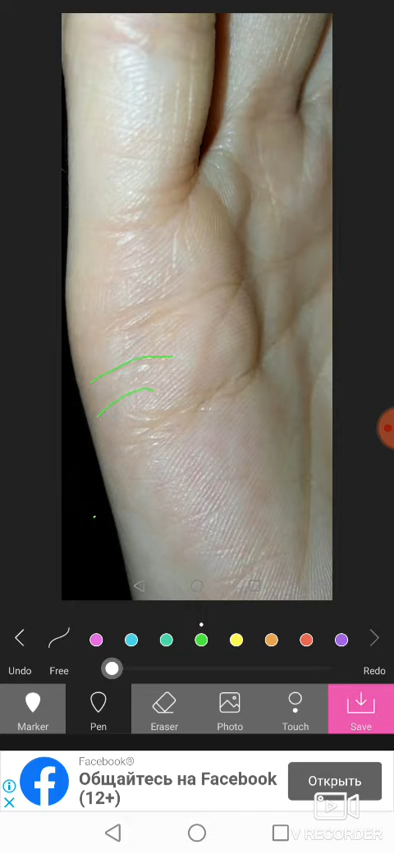 Undo
Free
Redo
Marker
Pen
Eraser
Photo
Touch
Save
Facebook®
Общайтесь на Facebook
(12+)
Открыть
V RECORDER